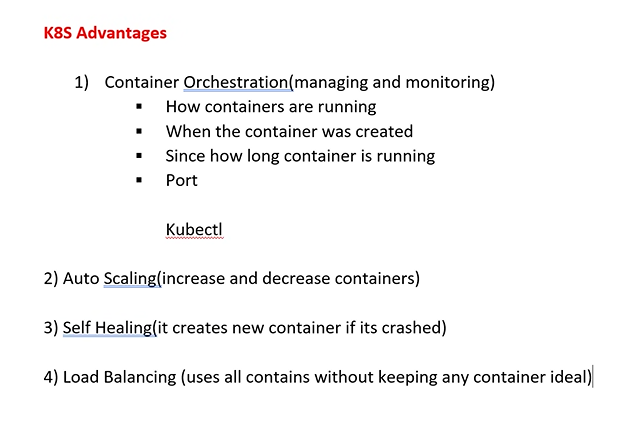 K8S Advantages
1) Container Orchestration(managing and monitoring)
▪ How containers are running
▪ When the container was created
▪ Since how long container is running
▪ Port
Kubectl
2) Auto Scaling(increase and decrease containers)
3) Self Healing(it creates new container if its crashed)
4) Load Balancing (uses all contains without keeping any container ideal)